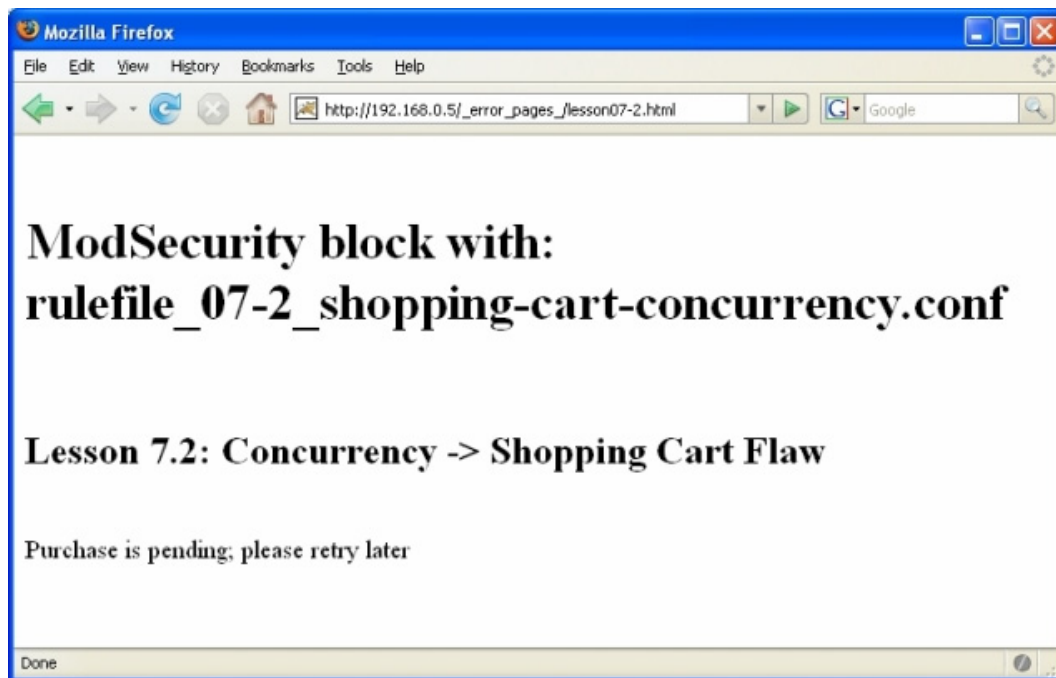 Mozilla Firefox
File Edit View History Bookmarks Tools Help
http://192.168.0.5/_error_pages_/lesson07-2.html
G Google
ModSecurity block with:
rulefile_07-2_shopping-cart-concurrency.conf
Lesson 7.2: Concurrency -> Shopping Cart Flaw
Purchase is pending; please retry later
Done